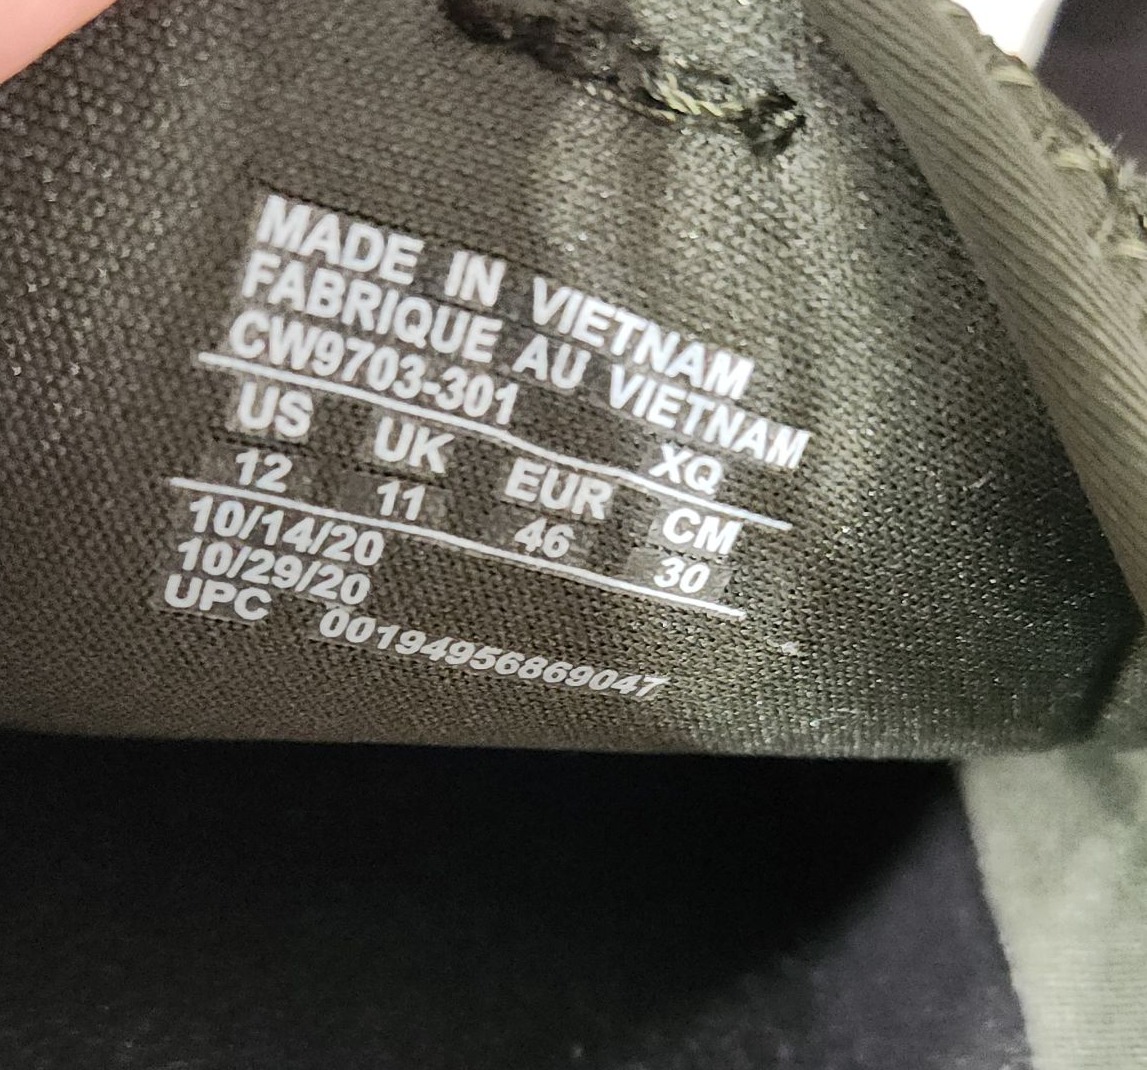 MADE IN VIETNAM
FABRIQUE AU VIETNAM
CW9703-301 XQ
US UK EUR CM
12 11 46 30
10/14/20
10/29/20
UPC 00194956869047